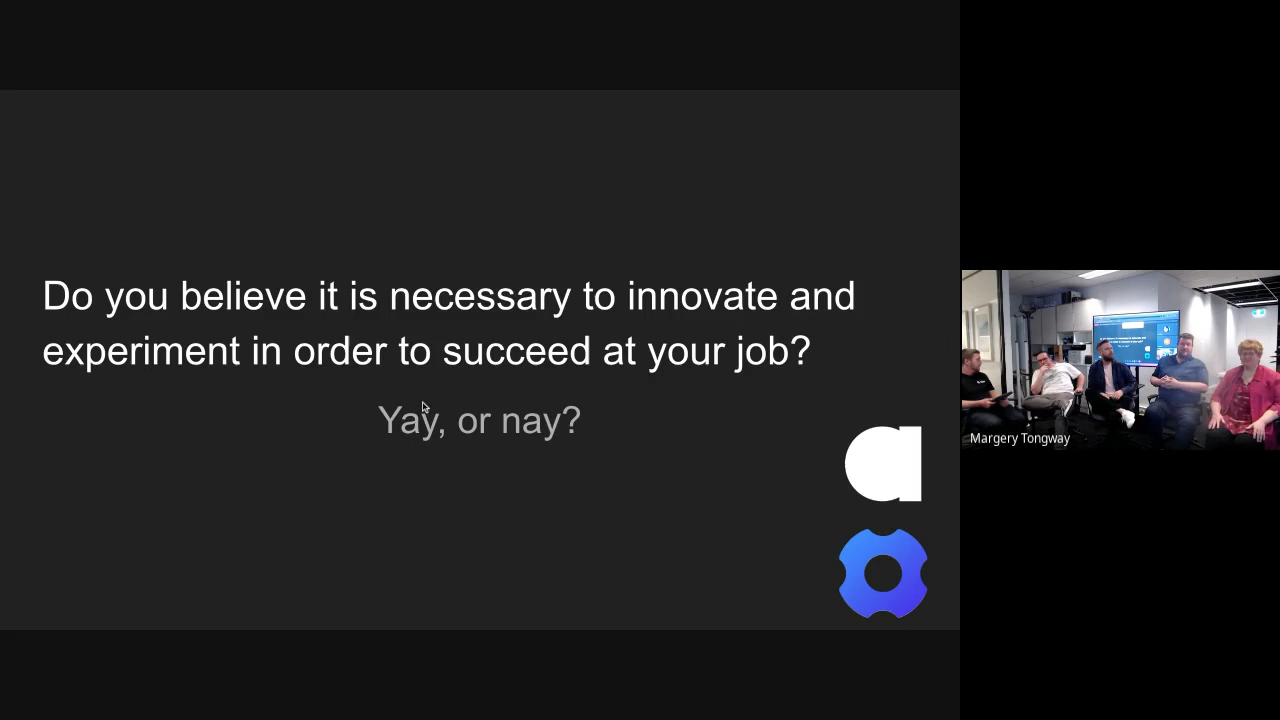 Do you believe it is necessary to innovate and
experiment in order to succeed at your job?
Yay, or nay?
Margery Tongway